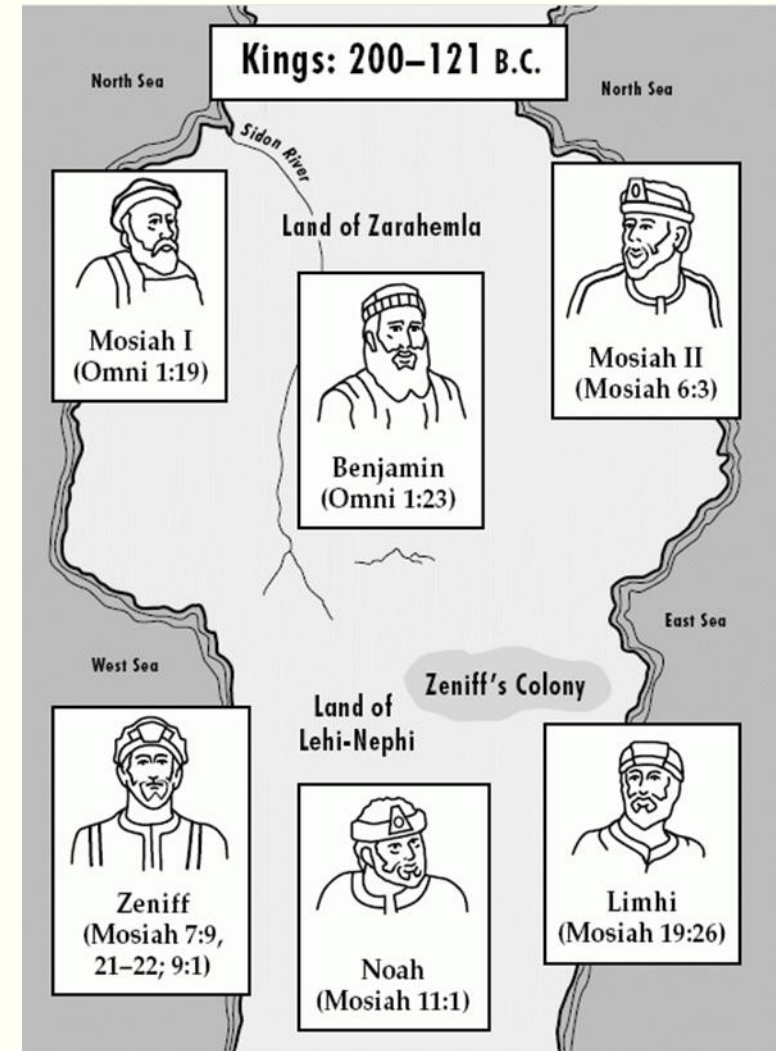 Kings: 200–121 B.C.
North Sea
North Sea
Sidon River
Land of Zarahemla
Mosiah I
(Omni 1:19)
Benjamin
(Omni 1:23)
Mosiah II
(Mosiah 6:3)
West Sea
East Sea
Zeniff’s Colony
Land of
Lehi-Nephi
Zeniff
(Mosiah 7:9,
21–22; 9:1)
Noah
(Mosiah 11:1)
Limhi
(Mosiah 19:26)